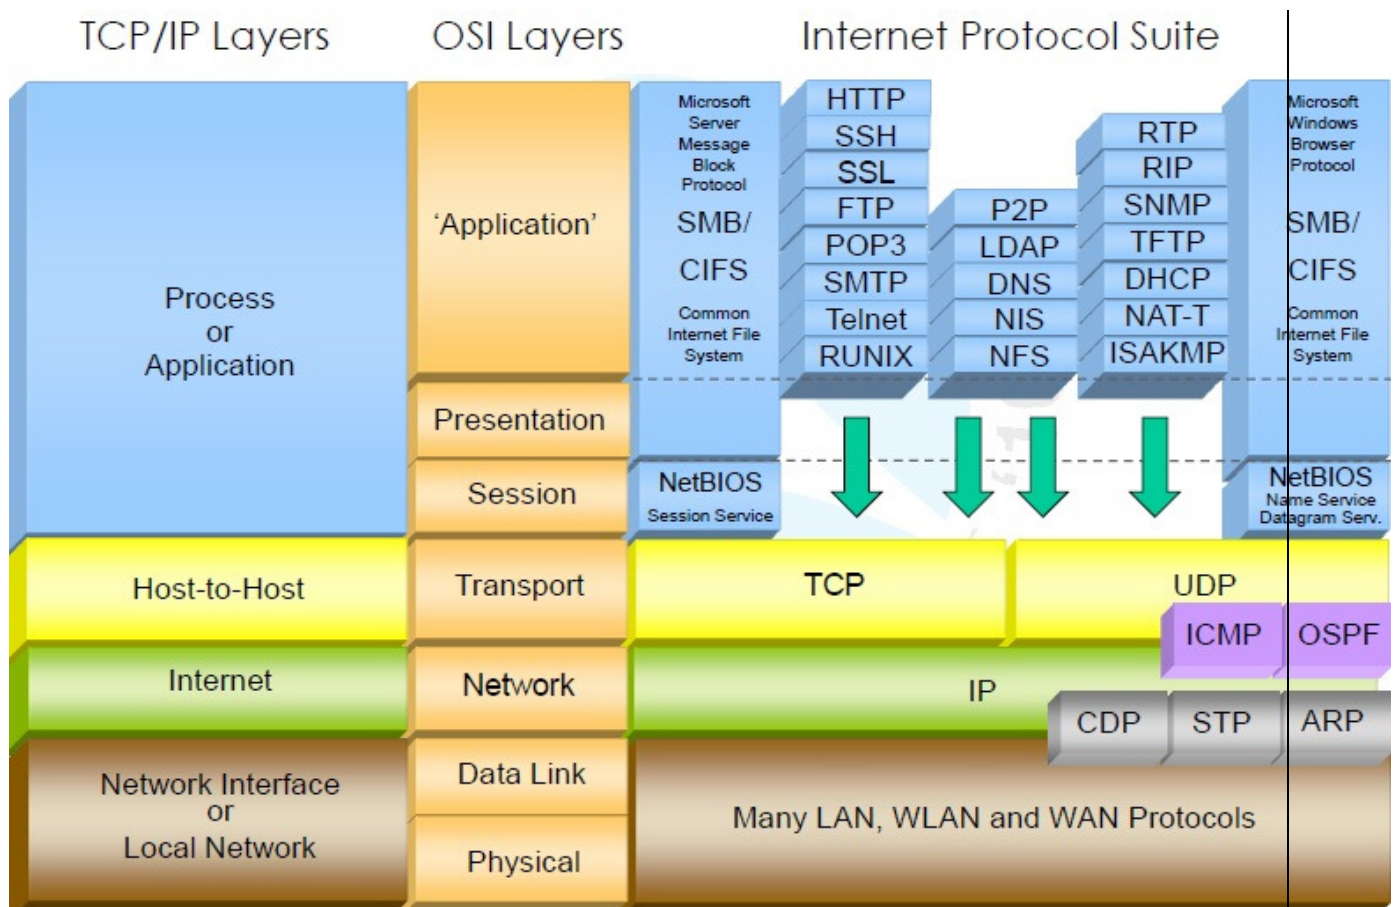 TCP/IP Layers
OSI Layers
Internet Protocol Suite
Process
or
Application
Host-to-Host
Internet
Network Interface
or
Local Network
'Application'
Presentation
Session
Transport
Network
Data Link
Physical
Microsoft
Server
Message
Block
Protocol
SMB/
CIFS
Common
Internet File
System
NetBIOS
Session Service
HTTP
SSH
SSL
FTP
POP3
SMTP
Telnet
RUNIX
P2P
LDAP
DNS
NIS
NFS
RTP
RIP
SNMP
TFTP
DHCP
NAT-T
ISAKMP
Microsoft
Windows
Browser
Protocol
SMB/
CIFS
Common
Internet File
System
NetBIOS
Name Service
Datagram Serv.
TCP
UDP
ICMP
OSPF
IP
CDP
STP
ARP
Many LAN, WLAN and WAN Protocols